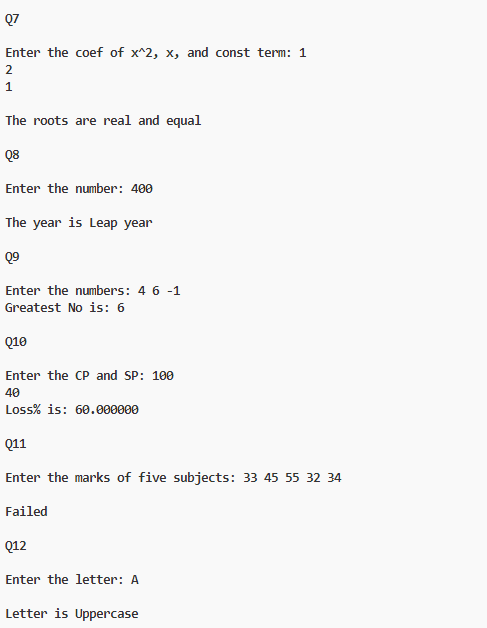 Q7
Enter the coef of x^2, x, and const term: 1
2
1
The roots are real and equal
Q8
Enter the number: 400
The year is Leap year
Q9
Enter the numbers: 4 6 -1
Greatest No is: 6
Q10
Enter the CP and SP: 100
40
Loss% is: 60.000000
Q11
Enter the marks of five subjects: 33 45 55 32 34
Failed
Q12
Enter the letter: A
Letter is Uppercase